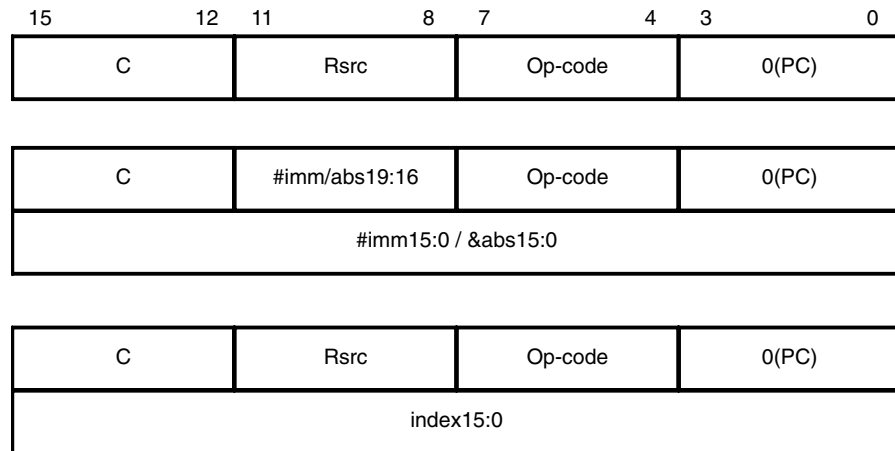 15 12 11 8 7 4 3 0
C Rsrc Op-code 0(PC)
C #imm/abs19:16 Op-code 0(PC)
#imm15:0 / &abs15:0
C Rsrc Op-code 0(PC)
index15:0